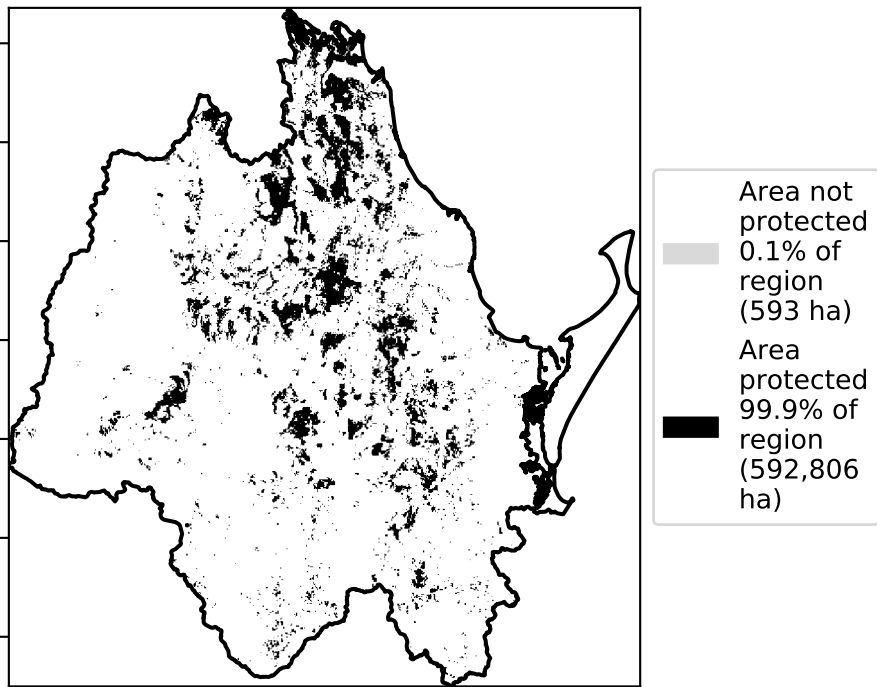 Area not
protected
0.1% of
region
(593 ha)
Area
protected
99.9% of
region
(592,806
ha)